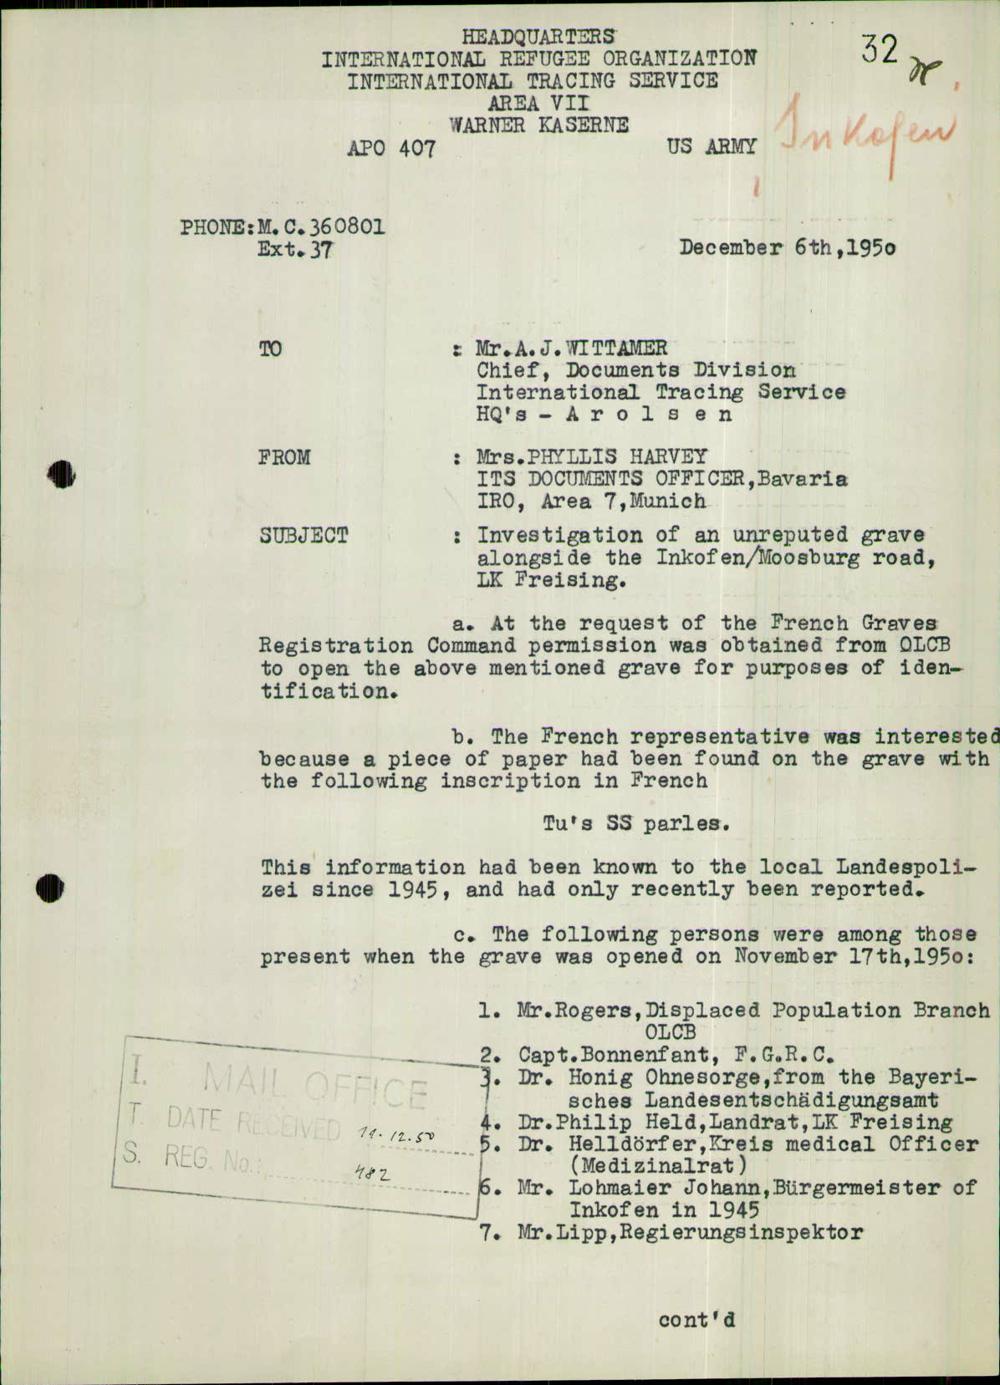 HEADQUARTERS
INTERNATIONAL REFUGEE ORGANIZATION
INTERNATIONAL TRACING SERVICE
AREA VII
WARNER KASERNE
APO 407 US ARMY
32
Inkofen
PHONE:M.C.360801
Ext.37
December 6th,195o
TO : Mr.A.J.WITTAMER
Chief, Documents Division
International Tracing Service
HQ's - A r o l s e n
FROM : Mrs.PHYLLIS HARVEY
ITS DOCUMENTS OFFICER,Bavaria
IRO, Area 7,Munich
SUBJECT : Investigation of an unreputed grave
alongside the Inkofen/Moosburg road,
LK Freising.
a. At the request of the French Graves
Registration Command permission was obtained from OLCB
to open the above mentioned grave for purposes of iden-
tification.
b. The French representative was interested
because a piece of paper had been found on the grave with
the following inscription in French
Tu's SS parles.
This information had been known to the local Landespoli-
zei since 1945, and had only recently been reported.
c. The following persons were among those
present when the grave was opened on November 17th,195o:
1. Mr.Rogers,Displaced Population Branch
OLCB
2. Capt.Bonnenfant, F.G.R.C.
3. Dr. Honig Ohnesorge,from the Bayeri-
sches Landesentschädigungsamt
4. Dr.Philip Held,Landrat,LK Freising
5. Dr. Helldörfer,Kreis medical Officer
(Medizinalrat)
6. Mr. Lohmaier Johann,Bürgermeister of
Inkofen in 1945
7. Mr.Lipp,Regierungsinspektor
I. MAIL OFFICE
T. DATE RECEIVED 11.12.50
S. REG. No.: 482
cont'd